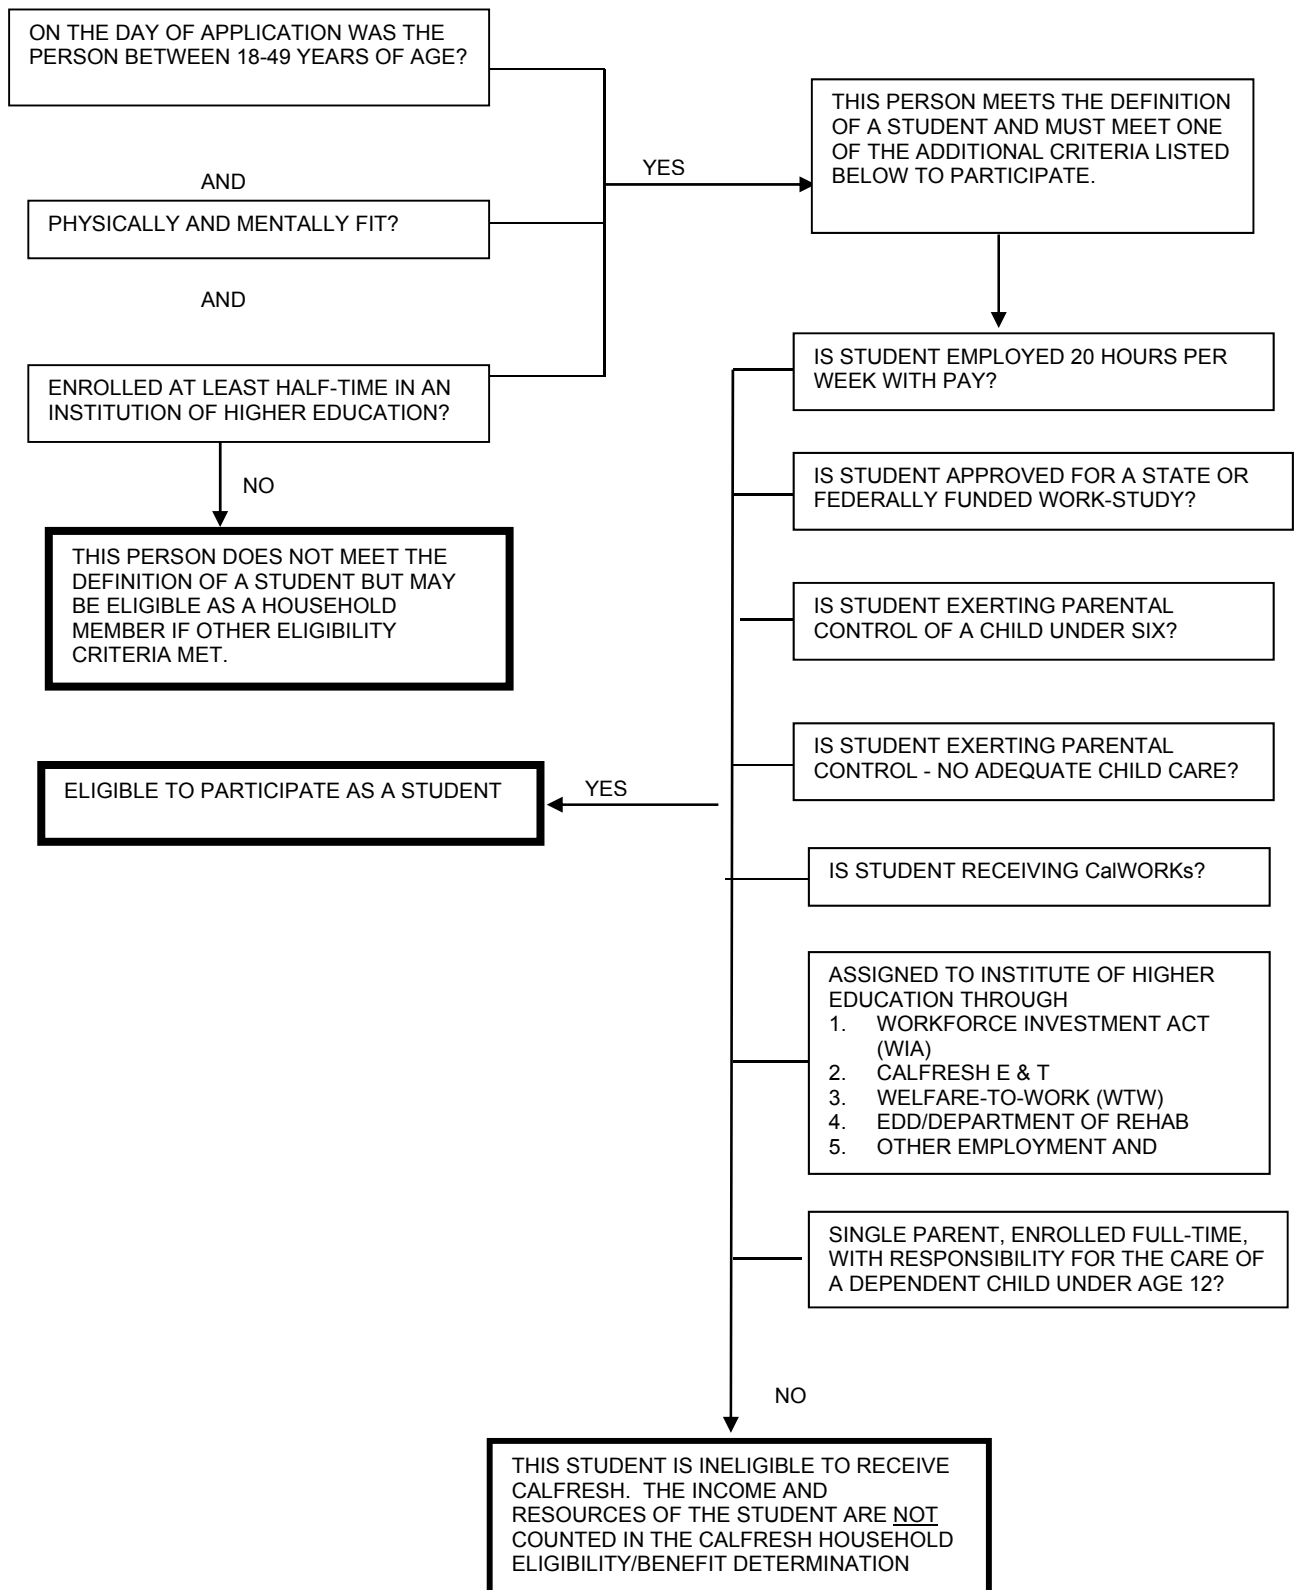 ON THE DAY OF APPLICATION WAS THE
PERSON BETWEEN 18-49 YEARS OF AGE?
AND
PHYSICALLY AND MENTALLY FIT?
AND
ENROLLED AT LEAST HALF-TIME IN AN
INSTITUTION OF HIGHER EDUCATION?
NO
THIS PERSON DOES NOT MEET THE
DEFINITION OF A STUDENT BUT MAY
BE ELIGIBLE AS A HOUSEHOLD
MEMBER IF OTHER ELIGIBILITY
CRITERIA MET.
YES
THIS PERSON MEETS THE DEFINITION
OF A STUDENT AND MUST MEET ONE
OF THE ADDITIONAL CRITERIA LISTED
BELOW TO PARTICIPATE.
IS STUDENT EMPLOYED 20 HOURS PER
WEEK WITH PAY?
IS STUDENT APPROVED FOR A STATE OR
FEDERALLY FUNDED WORK-STUDY?
IS STUDENT EXERTING PARENTAL
CONTROL OF A CHILD UNDER SIX?
IS STUDENT EXERTING PARENTAL
CONTROL - NO ADEQUATE CHILD CARE?
YES
ELIGIBLE TO PARTICIPATE AS A STUDENT
IS STUDENT RECEIVING CalWORKs?
ASSIGNED TO INSTITUTE OF HIGHER
EDUCATION THROUGH
1. WORKFORCE INVESTMENT ACT
(WIA)
2. CALFRESH E & T
3. WELFARE-TO-WORK (WTW)
4. EDD/DEPARTMENT OF REHAB
5. OTHER EMPLOYMENT AND
SINGLE PARENT, ENROLLED FULL-TIME,
WITH RESPONSIBILITY FOR THE CARE OF
A DEPENDENT CHILD UNDER AGE 12?
NO
THIS STUDENT IS INELIGIBLE TO RECEIVE
CALFRESH. THE INCOME AND
RESOURCES OF THE STUDENT ARE NOT
COUNTED IN THE CALFRESH HOUSEHOLD
ELIGIBILITY/BENEFIT DETERMINATION